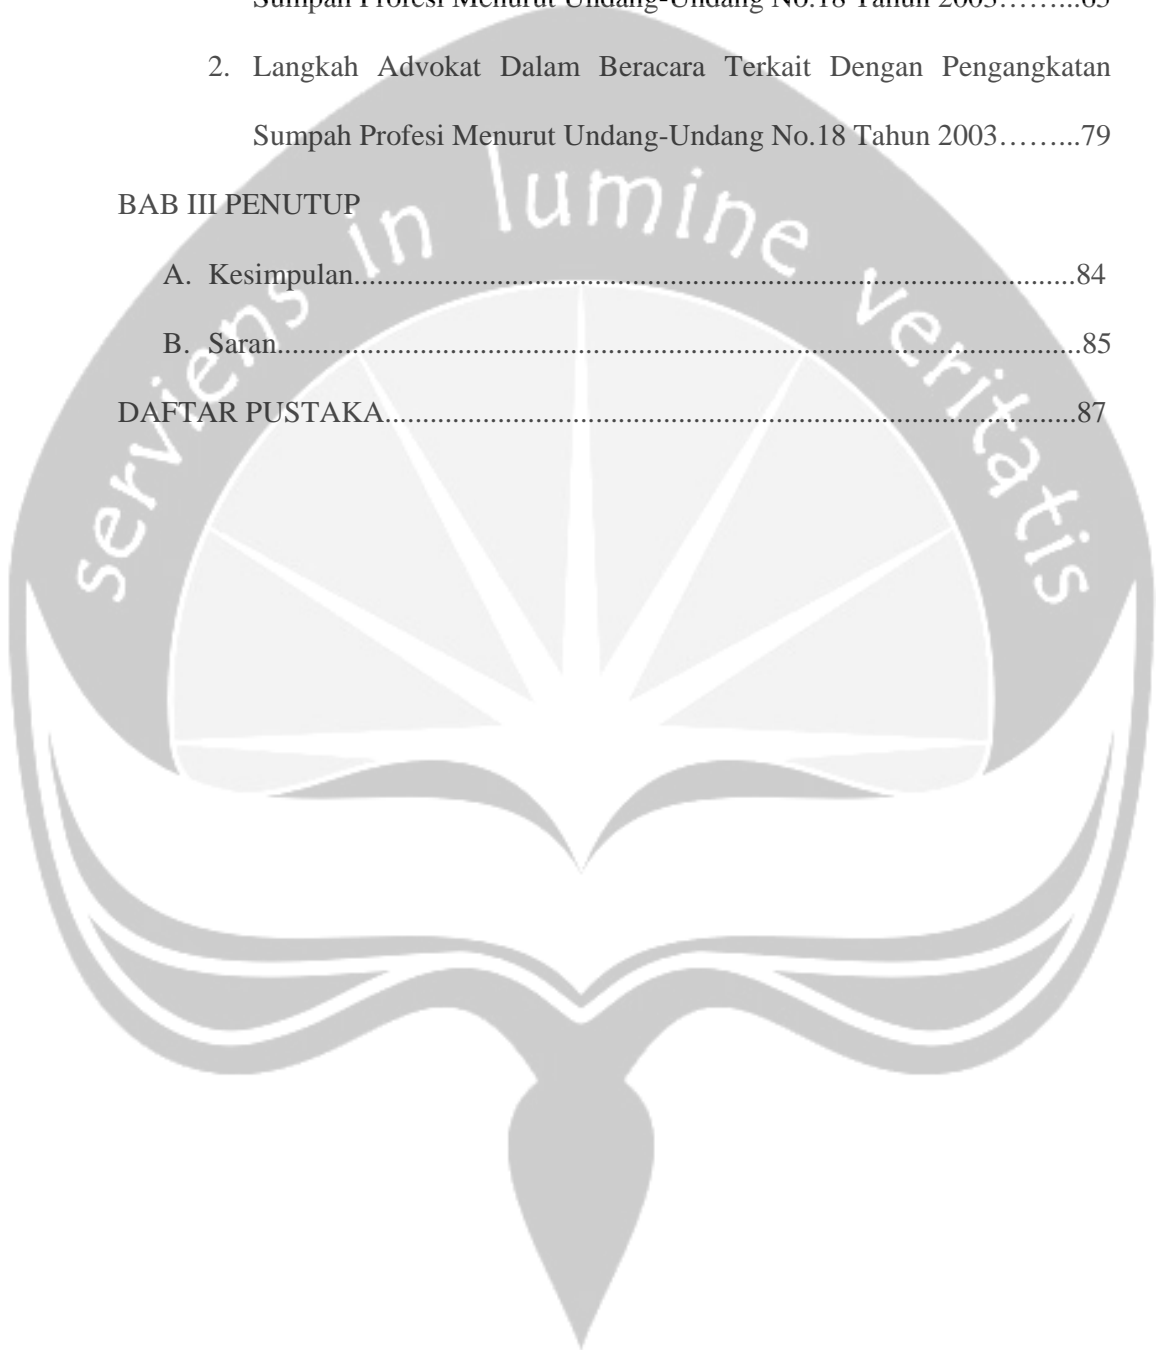 Sumpah Profesi Menurut Undang-Undang No.18 Tahun 2003……...65
2. Langkah Advokat Dalam Beracara Terkait Dengan Pengangkatan
Sumpah Profesi Menurut Undang-Undang No.18 Tahun 2003……...79
BAB III PENUTUP
A. Kesimpulan................................................................................................84
B. Saran...........................................................................................................85
DAFTAR PUSTAKA............................................................................................87
serviens in lumine veritatis